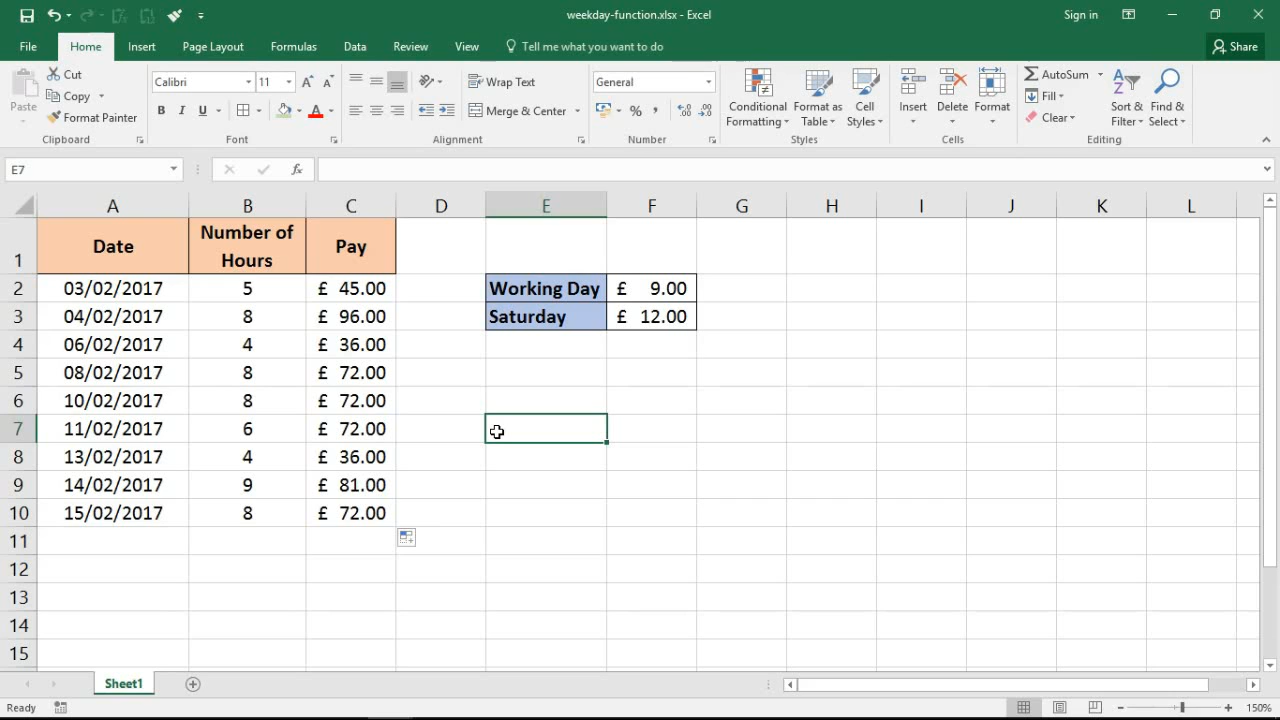 weekday-function.xlsx - Excel
Sign in
File Home Insert Page Layout Formulas Data Review View Tell me what you want to do Share
Paste
Cut
Copy
Format Painter
Clipboard
Calibri 11
B I U A
Font
Wrap Text
Merge & Center
Alignment
General
% ,
Number
Conditional Formatting
Format as Table
Cell Styles
Styles
Insert
Delete
Format
Cells
AutoSum
Fill
Clear
Sort & Filter
Find & Select
Editing
E7 fx
A B C D E F G H I J K L
1 Date Number of Hours Pay
2 03/02/2017 5 £ 45.00 Working Day £ 9.00
3 04/02/2017 8 £ 96.00 Saturday £ 12.00
4 06/02/2017 4 £ 36.00
5 08/02/2017 8 £ 72.00
6 10/02/2017 8 £ 72.00
7 11/02/2017 6 £ 72.00
8 13/02/2017 4 £ 36.00
9 14/02/2017 9 £ 81.00
10 15/02/2017 8 £ 72.00
11
12
13
14
15
Sheet1
Ready
150%